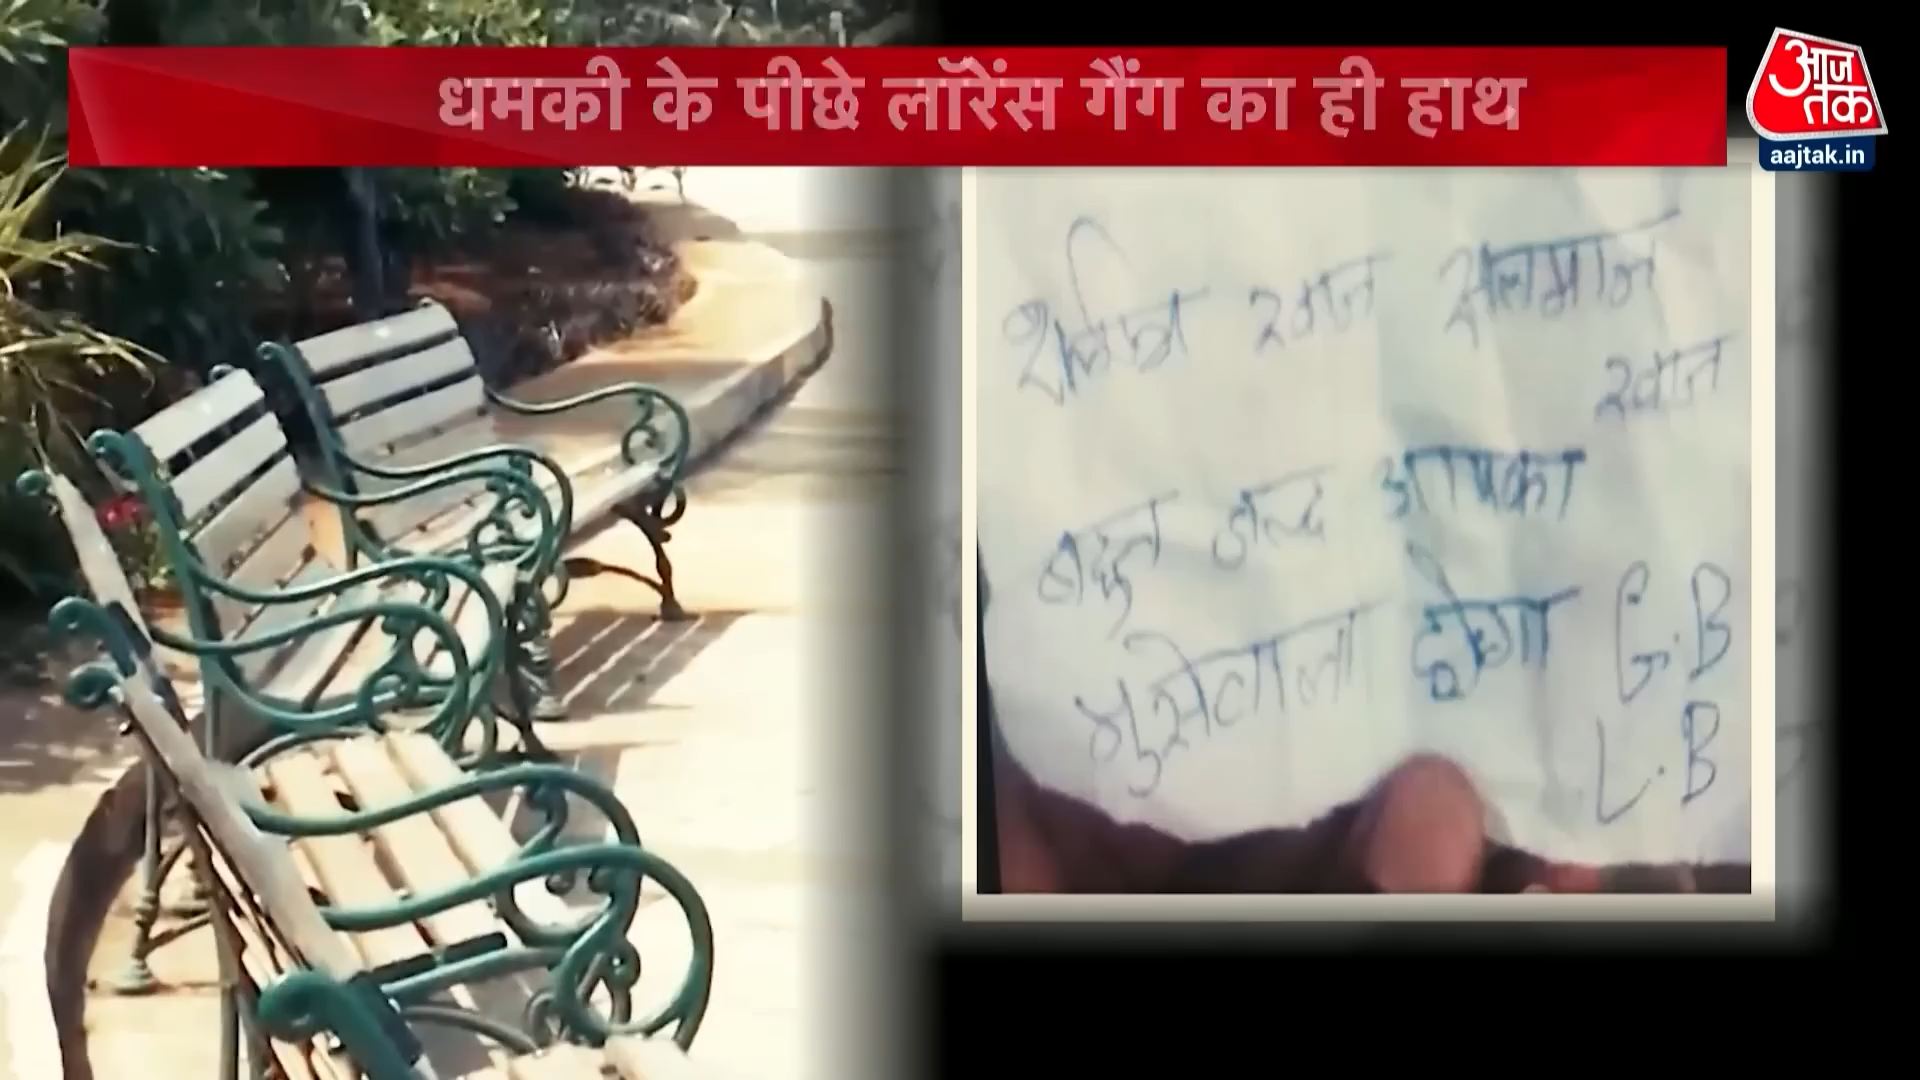 धमकी के पीछे लॉरेंस गैंग का ही हाथ
आज
तक
aajtak.in
खान सलमान
खान
बहुत जल्द आपका
मुसेवाला होगा G.B
L.B